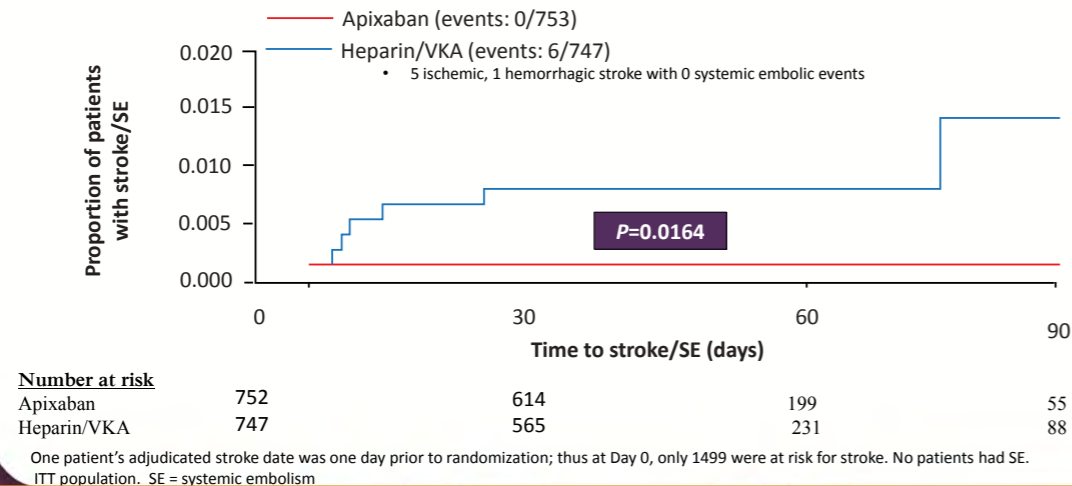 Apixaban (events: 0/753)
Heparin/VKA (events: 6/747)
• 5 ischemic, 1 hemorrhagic stroke with 0 systemic embolic events
Proportion of patients
with stroke/SE
0.020
0.015
0.010
0.005
0.000
P=0.0164
0 30 60 90
Time to stroke/SE (days)
Number at risk
Apixaban 752 614 199 55
Heparin/VKA 747 565 231 88
One patient's adjudicated stroke date was one day prior to randomization; thus at Day 0, only 1499 were at risk for stroke. No patients had SE.
ITT population. SE = systemic embolism